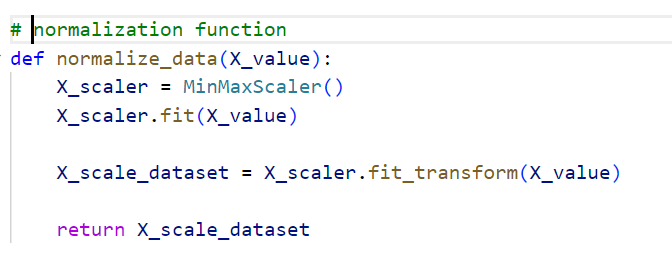 # normalization function
def normalize_data(X_value):
    X_scaler = MinMaxScaler()
    X_scaler.fit(X_value)
    X_scale_dataset = X_scaler.fit_transform(X_value)
    return X_scale_dataset